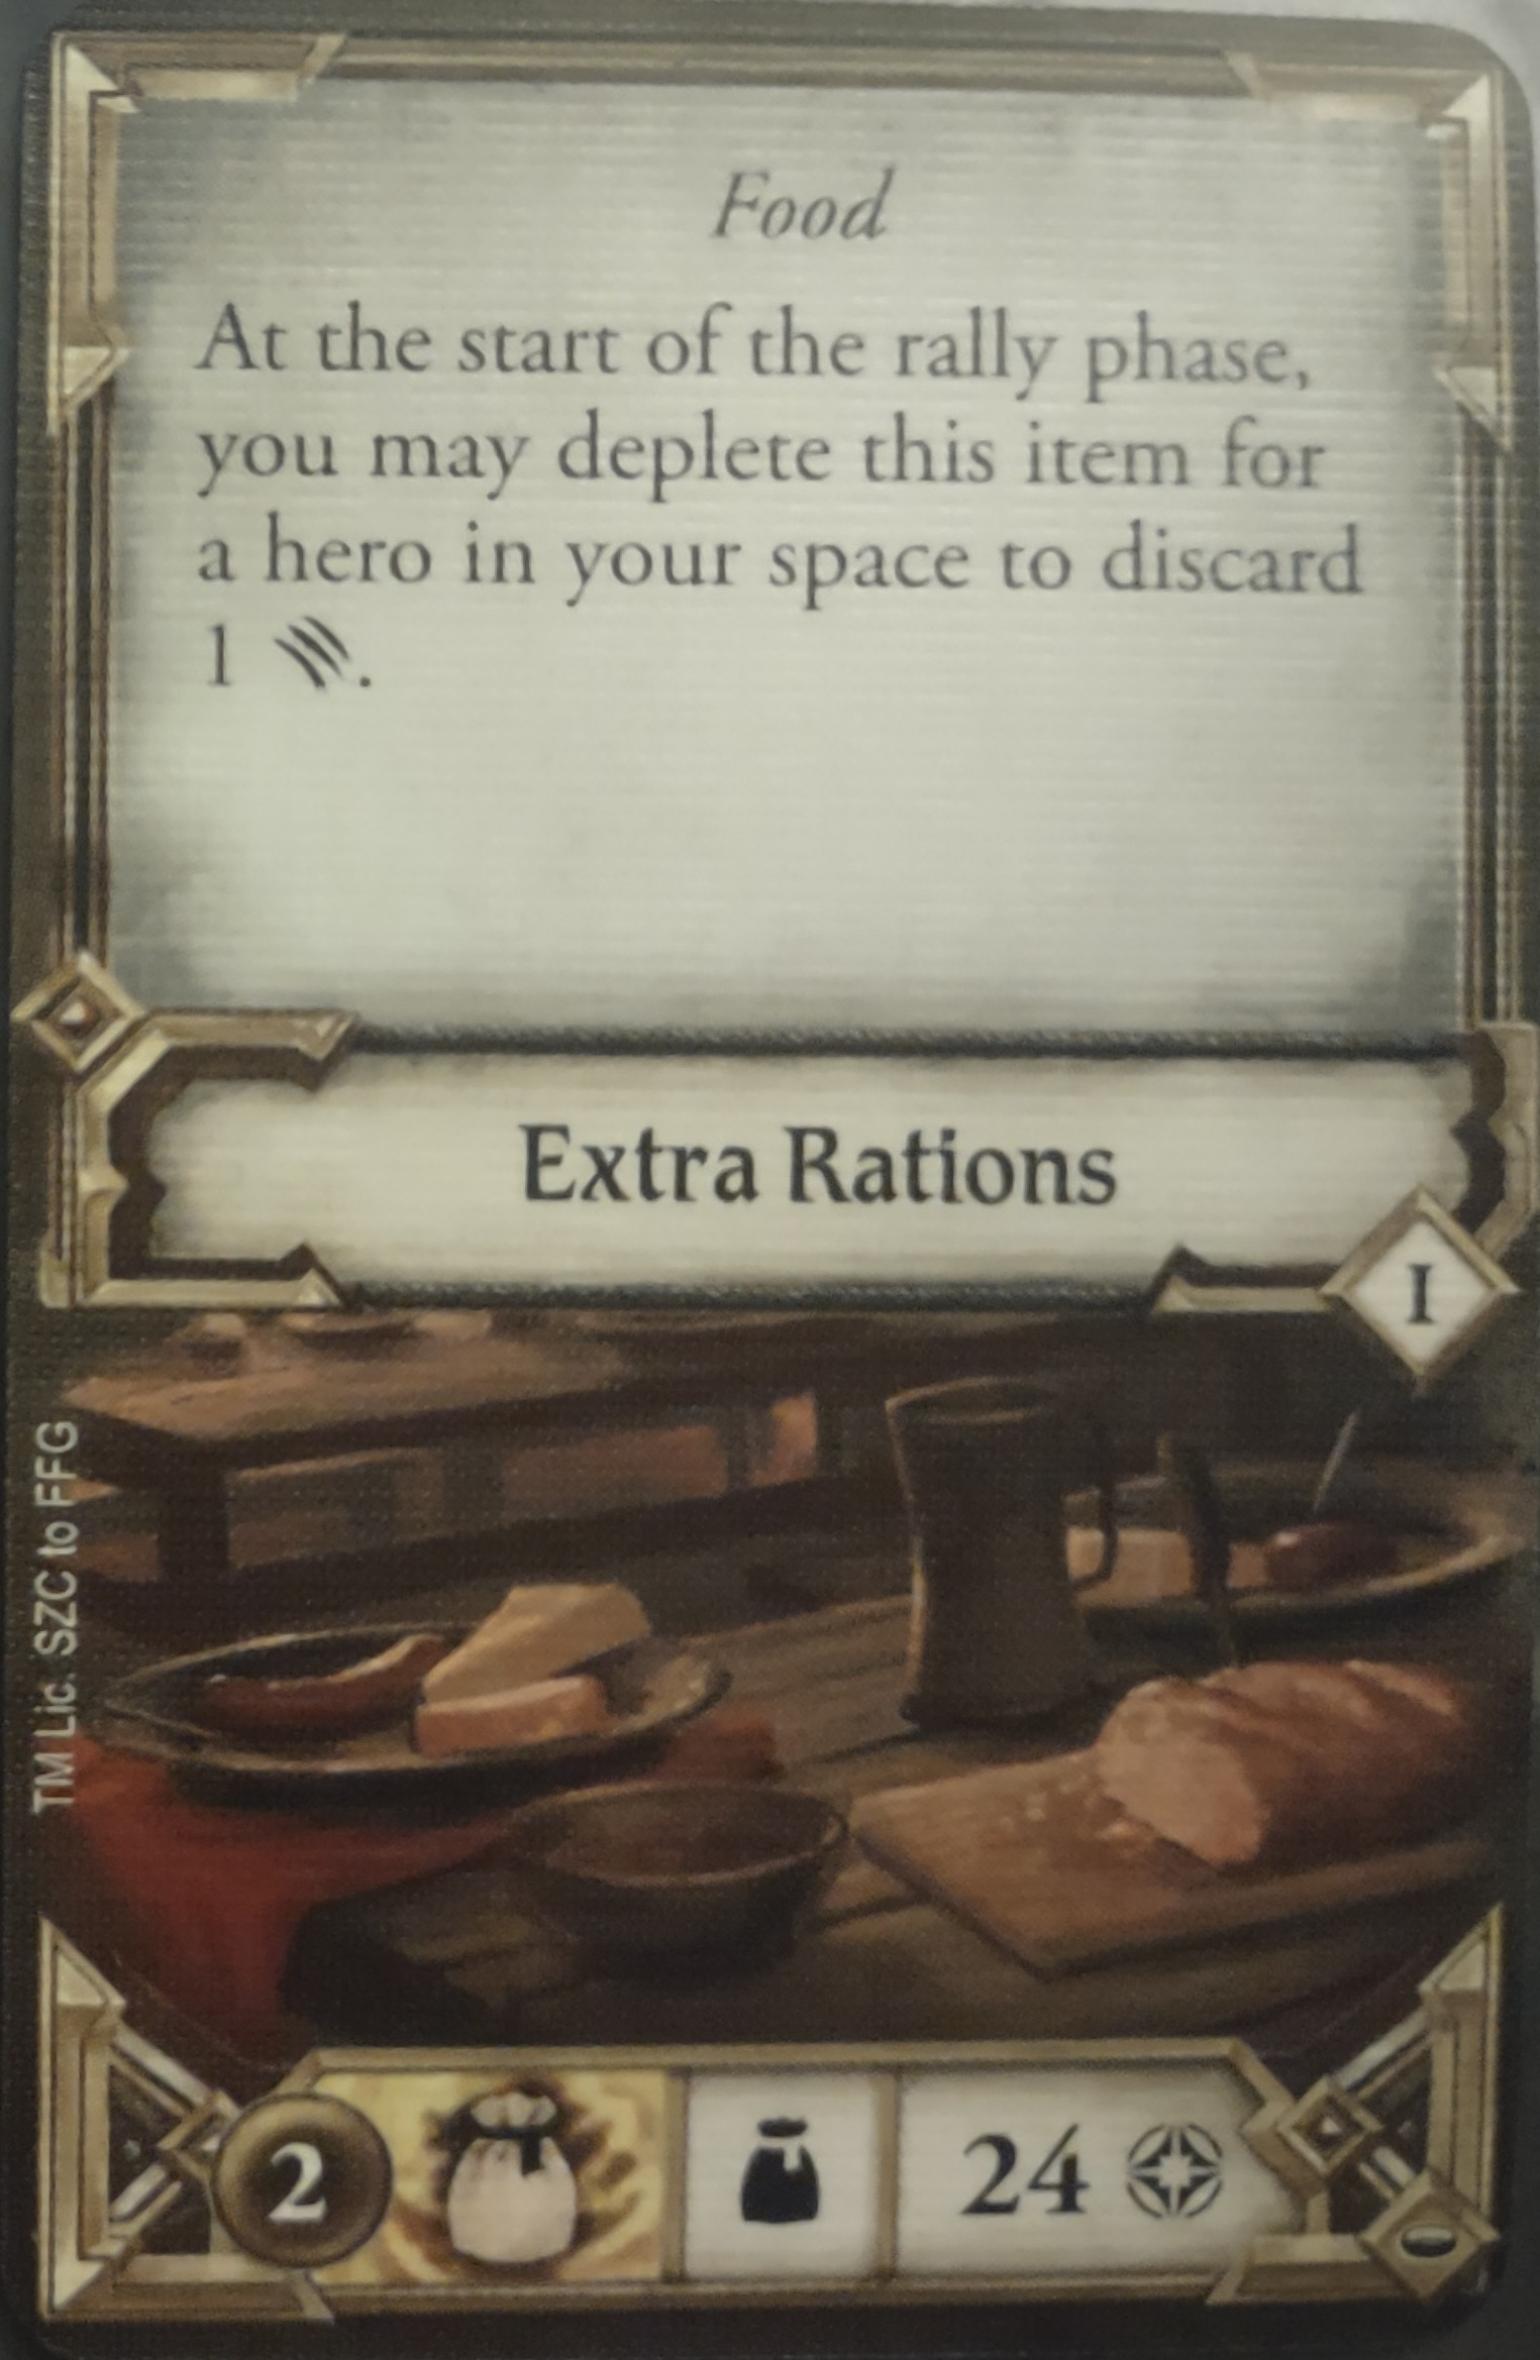 Food
At the start of the rally phase,
you may deplete this item for
a hero in your space to discard
1 .
Extra Rations
I
TM Lic. SZC to FFG
2
24